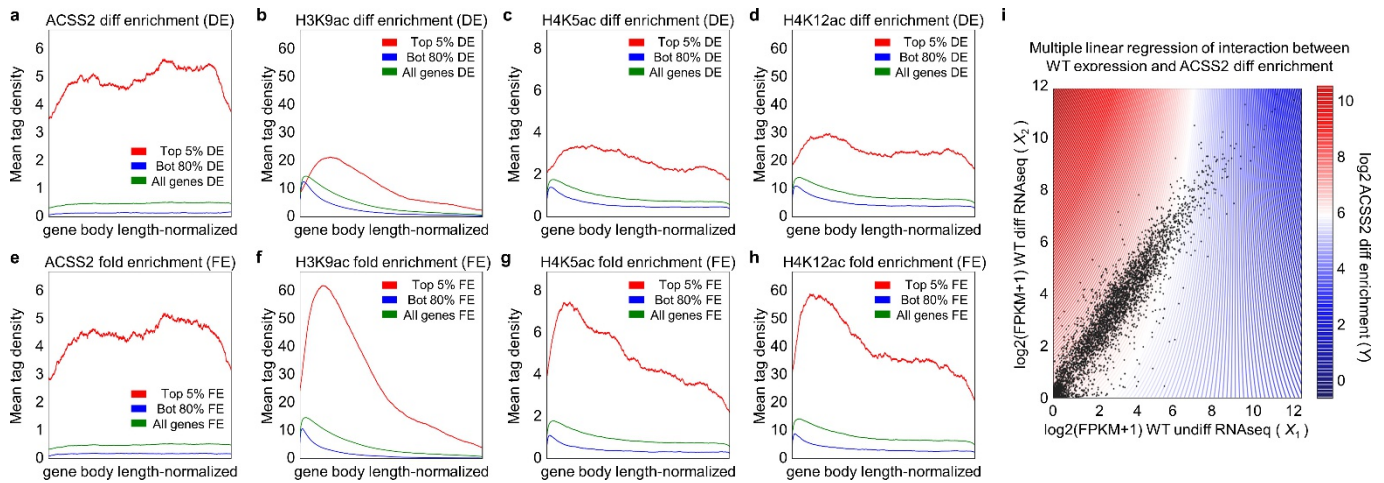 a ACSS2 diff enrichment (DE)
Mean tag density
6
5
4
3
2
1
0
Top 5% DE
Bot 80% DE
All genes DE
gene body length-normalized
b H3K9ac diff enrichment (DE)
Mean tag density
60
50
40
30
20
10
0
Top 5% DE
Bot 80% DE
All genes DE
gene body length-normalized
c H4K5ac diff enrichment (DE)
Mean tag density
8
6
4
2
0
Top 5% DE
Bot 80% DE
All genes DE
gene body length-normalized
d H4K12ac diff enrichment (DE)
Mean tag density
60
50
40
30
20
10
0
Top 5% DE
Bot 80% DE
All genes DE
gene body length-normalized
e ACSS2 fold enrichment (FE)
Mean tag density
6
5
4
3
2
1
0
Top 5% FE
Bot 80% FE
All genes FE
gene body length-normalized
f H3K9ac fold enrichment (FE)
Mean tag density
60
50
40
30
20
10
0
Top 5% FE
Bot 80% FE
All genes FE
gene body length-normalized
g H4K5ac fold enrichment (FE)
Mean tag density
8
6
4
2
0
Top 5% FE
Bot 80% FE
All genes FE
gene body length-normalized
h H4K12ac fold enrichment (FE)
Mean tag density
60
50
40
30
20
10
0
Top 5% FE
Bot 80% FE
All genes FE
gene body length-normalized
i
Multiple linear regression of interaction between
WT expression and ACSS2 diff enrichment
log2(FPKM+1) WT diff RNAseq ( X2 )
12
10
8
6
4
2
0
0 2 4 6 8 10 12
log2(FPKM+1) WT undiff RNAseq ( X1 )
10
8
6
4
2
0
log2 ACSS2 diff enrichment (Y)